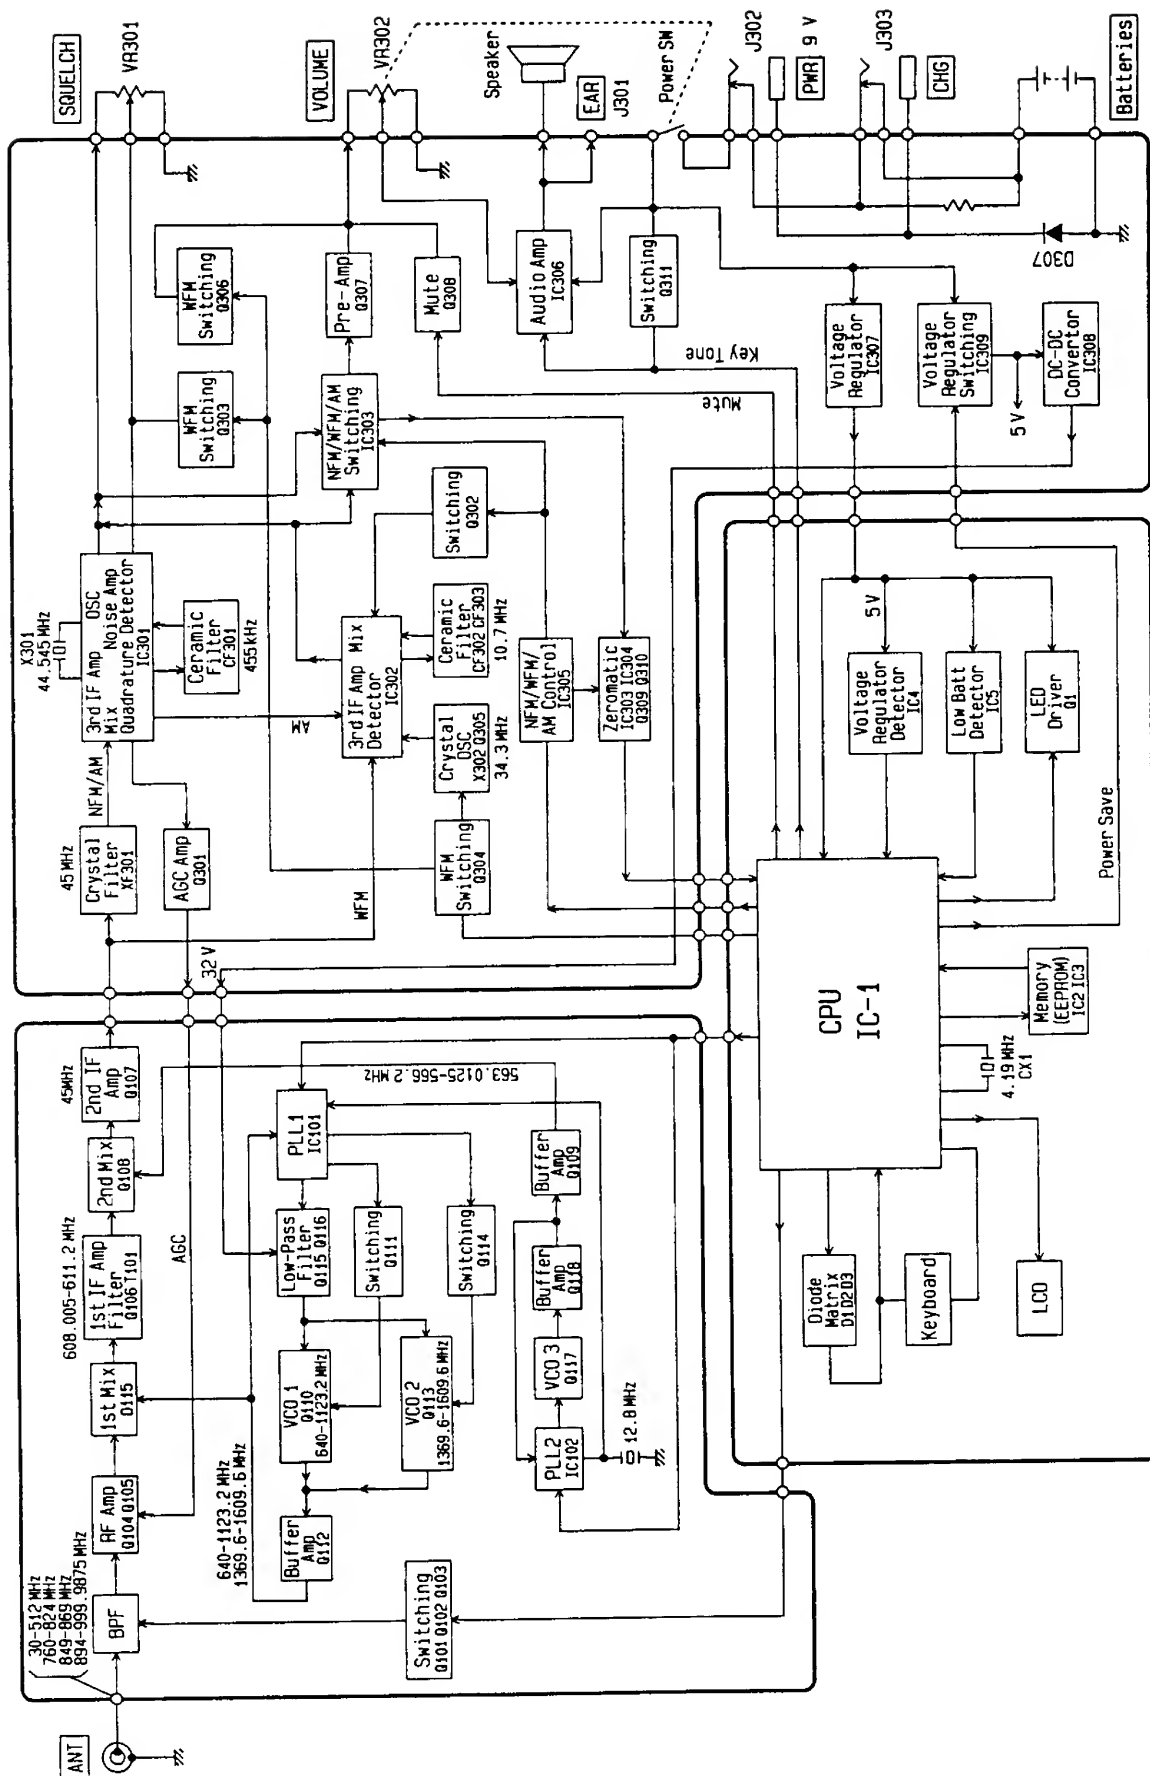 ANT
30-512 MHz
760-824 MHz
849-869 MHz
894-999.9875 MHz
BPF
RF Amp
Q104 Q105
1st Mix
D115
608.005-611.2 MHz
1st IF Amp
Filter
Q106 T101
2nd Mix
Q108
45MHz
2nd IF
Amp
Q107
AGC
640-1123.2 MHz
1369.6-1609.6 MHz
Buffer
Amp
Q112
VCO 1
Q110
640-1123.2 MHz
VCO 2
Q113
1369.6-1609.6 MHz
Low-Pass
Filter
Q115 Q116
Switching
Q111
Switching
Q114
PLL1
IC101
563.0125-566.2 MHz
PLL2
IC102
12.8 MHz
VCO 3
Q117
Buffer
Amp
Q118
Buffer
Amp
Q109
Switching
Q101 Q102 Q103
45 MHz
Crystal
Filter
XF301
NFM/AM
AGC Amp
Q301
32 V
X301
44.545 MHz
3rd IF Amp OSC
Mix Noise Amp
Quadrature Detector
IC301
Ceramic
Filter
CF301
455 kHz
AM
WFM
3rd IF Amp Mix
Detector
IC302
Ceramic
Filter
CF302 CF303
10.7 MHz
Crystal
OSC
X302 Q305
34.3 MHz
WFM
Switching
Q304
Switching
Q302
NFM/WFM/
AM Control
IC305
Zeromatic
IC303 IC304
Q309 Q310
WFM
Switching
Q303
WFM
Switching
Q306
NFM/WFM/AM
Switching
IC303
Pre-Amp
Q307
Mute
Q308
Audio Amp
IC306
Switching
Q311
Key Tone
Mute
SQUELCH
VR301
VOLUME
VR302
Speaker
EAR
J301
Power SW
J302
PWR 9 V
J303
CHG
Batteries
D307
Voltage
Regulator
IC307
Voltage
Regulator
Switching
IC309
5 V
DC-DC
Convertor
IC308
5 V
Voltage
Regulator
Detector
IC4
Low Batt
Detector
IC5
LED
Driver
Q1
Power Save
CPU
IC-1
Memory
(EEPROM)
IC2 IC3
4.19 MHz
CX1
Diode
Matrix
D1 D2 D3
Keyboard
LCD